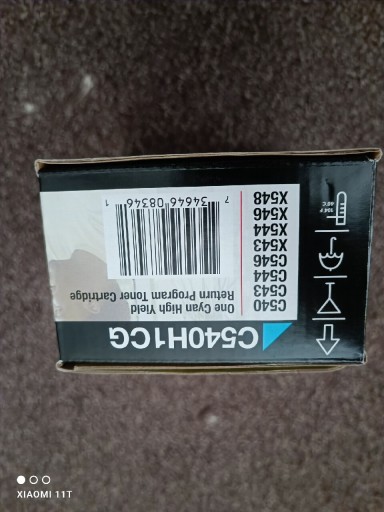 C540H1CG
One Cyan High Yield
Return Program Toner Cartridge
C540
C543
C544
C546
X543
X544
X546
X548
7 34646 08346 1
104°F
40°C
XIAOMI 11T